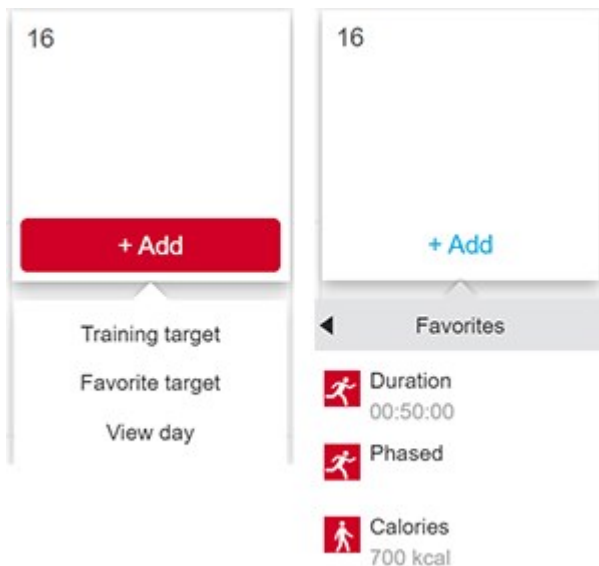 16
+ Add
Training target
Favorite target
View day
16
+ Add
Favorites
Duration
00:50:00
Phased
Calories
700 kcal